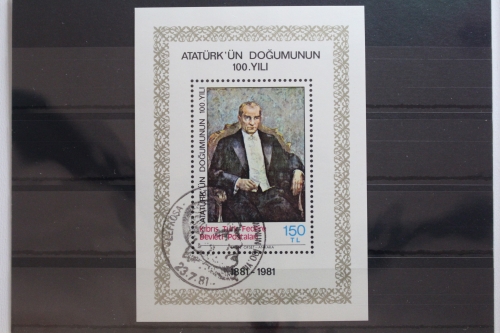 ATATÜRK'ÜN DOĞUMUNUN
100.YILI
ATATÜRK'ÜN DOĞUMUNUN 100.YILI
Kıbrıs Türk Federe
Devleti Postaları
150
TL
1881-1981
LEFKOŞA
23.7.81